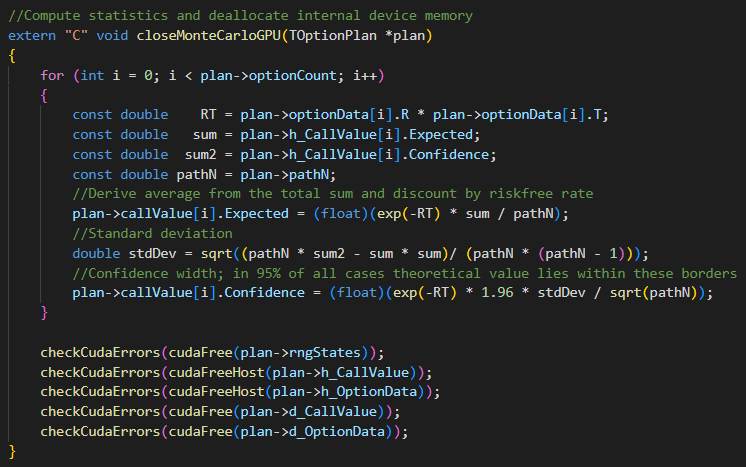 //Compute statistics and deallocate internal device memory
extern "C" void closeMonteCarloGPU(TOptionPlan *plan)
{
    for (int i = 0; i < plan->optionCount; i++)
    {
        const double    RT = plan->optionData[i].R * plan->optionData[i].T;
        const double   sum = plan->h_CallValue[i].Expected;
        const double  sum2 = plan->h_CallValue[i].Confidence;
        const double pathN = plan->pathN;
        //Derive average from the total sum and discount by riskfree rate
        plan->callValue[i].Expected = (float)(exp(-RT) * sum / pathN);
        //Standard deviation
        double stdDev = sqrt((pathN * sum2 - sum * sum)/ (pathN * (pathN - 1)));
        //Confidence width; in 95% of all cases theoretical value lies within these borders
        plan->callValue[i].Confidence = (float)(exp(-RT) * 1.96 * stdDev / sqrt(pathN));
    }

    checkCudaErrors(cudaFree(plan->rngStates));
    checkCudaErrors(cudaFreeHost(plan->h_CallValue));
    checkCudaErrors(cudaFreeHost(plan->h_OptionData));
    checkCudaErrors(cudaFree(plan->d_CallValue));
    checkCudaErrors(cudaFree(plan->d_OptionData));
}